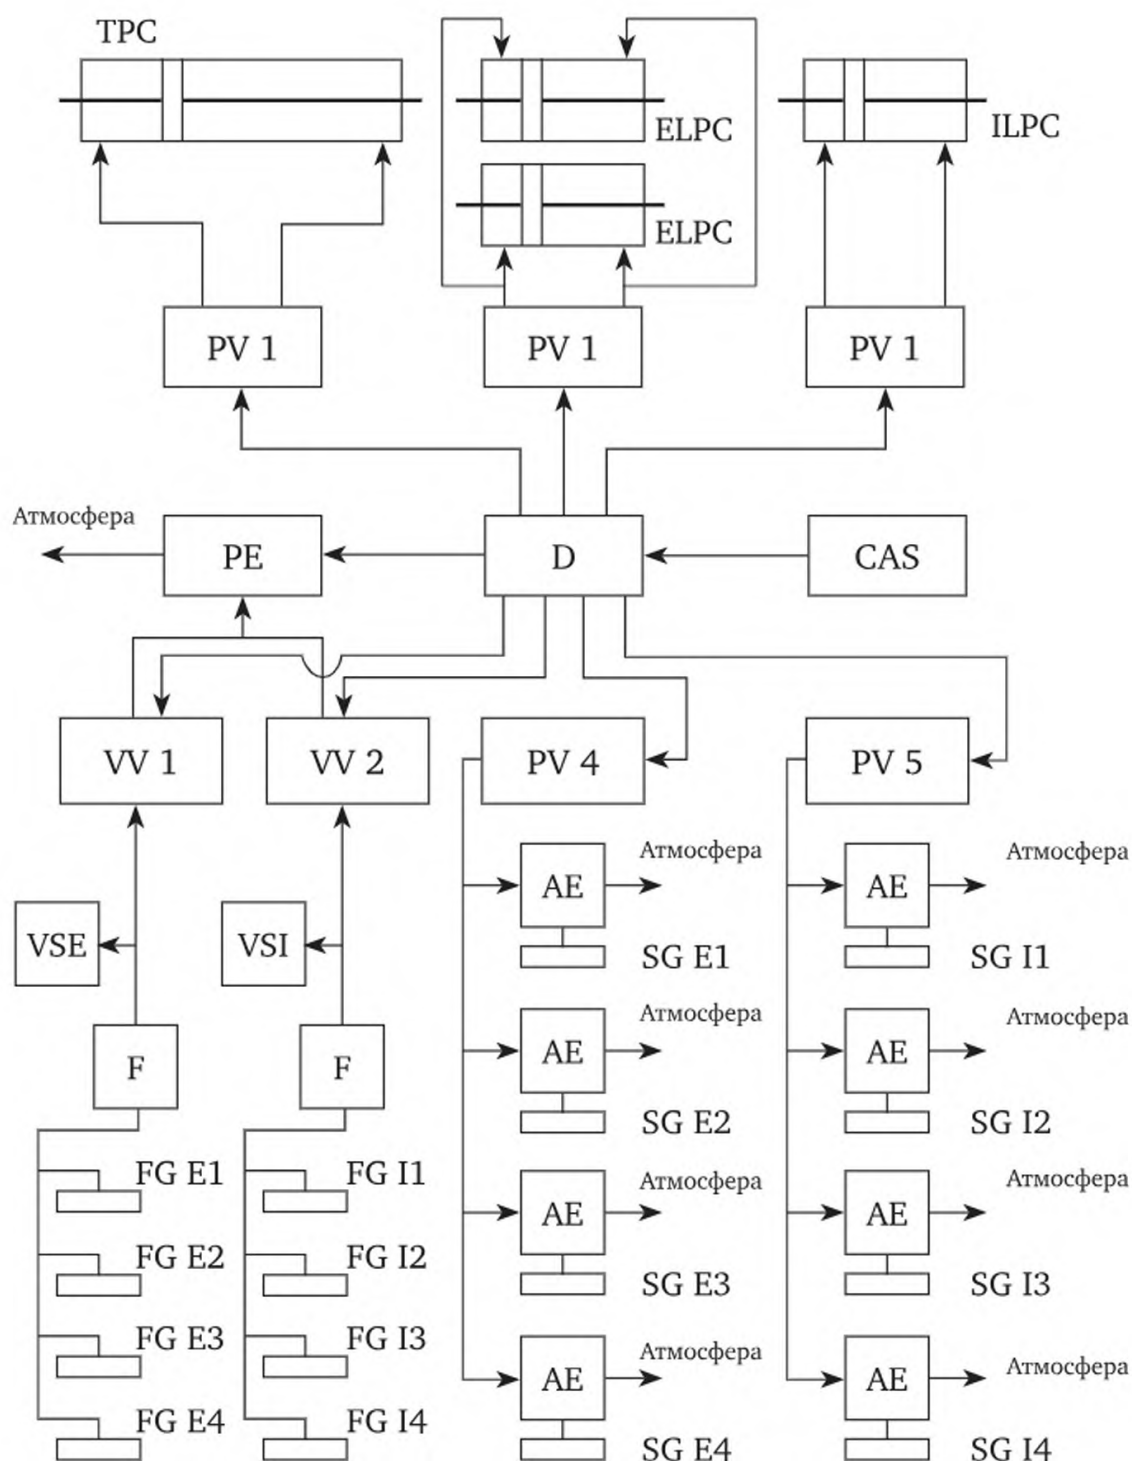 TPC
ELPC
ILPC
ELPC
PV 1
PV 1
PV 1
Атмосфера
PE
D
CAS
VV 1
VV 2
PV 4
PV 5
Атмосфера
Атмосфера
AE
AE
VSE
VSI
SG E1
SG I1
Атмосфера
Атмосфера
F
F
AE
AE
SG E2
SG I2
FG E1
FG I1
Атмосфера
Атмосфера
AE
AE
FG E2
FG I2
SG E3
SG I3
FG E3
FG I3
Атмосфера
Атмосфера
AE
AE
FG E4
FG I4
SG E4
SG I4